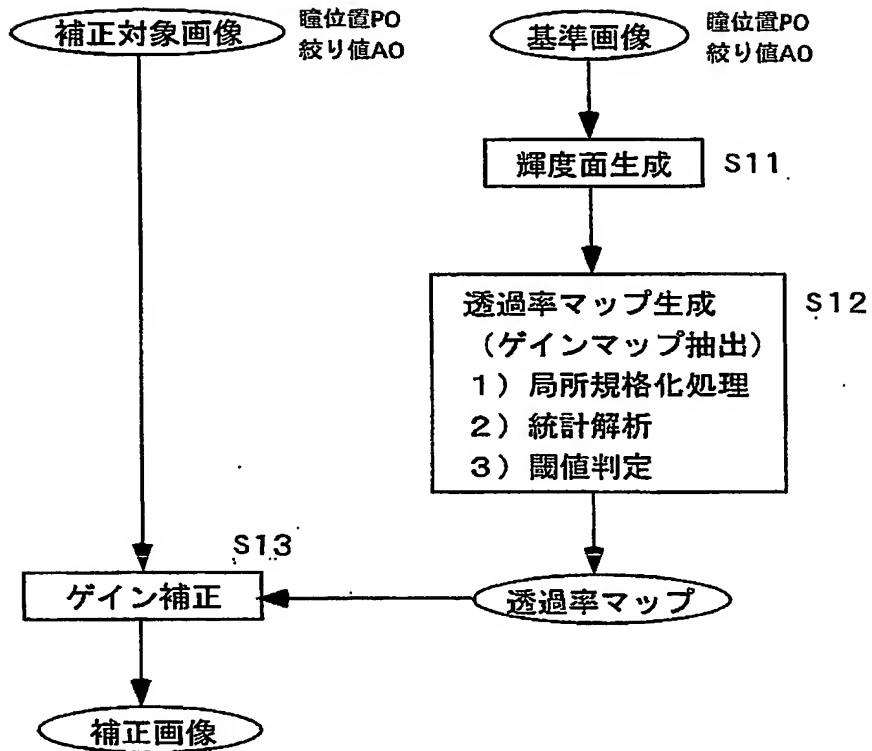 補正対象画像
瞳位置P0
絞り値A0
基準画像
瞳位置P0
絞り値A0
輝度面生成
S11
透過率マップ生成
(ゲインマップ抽出)
1)局所規格化処理
2)統計解析
3)閾値判定
S12
S13
ゲイン補正
透過率マップ
補正画像